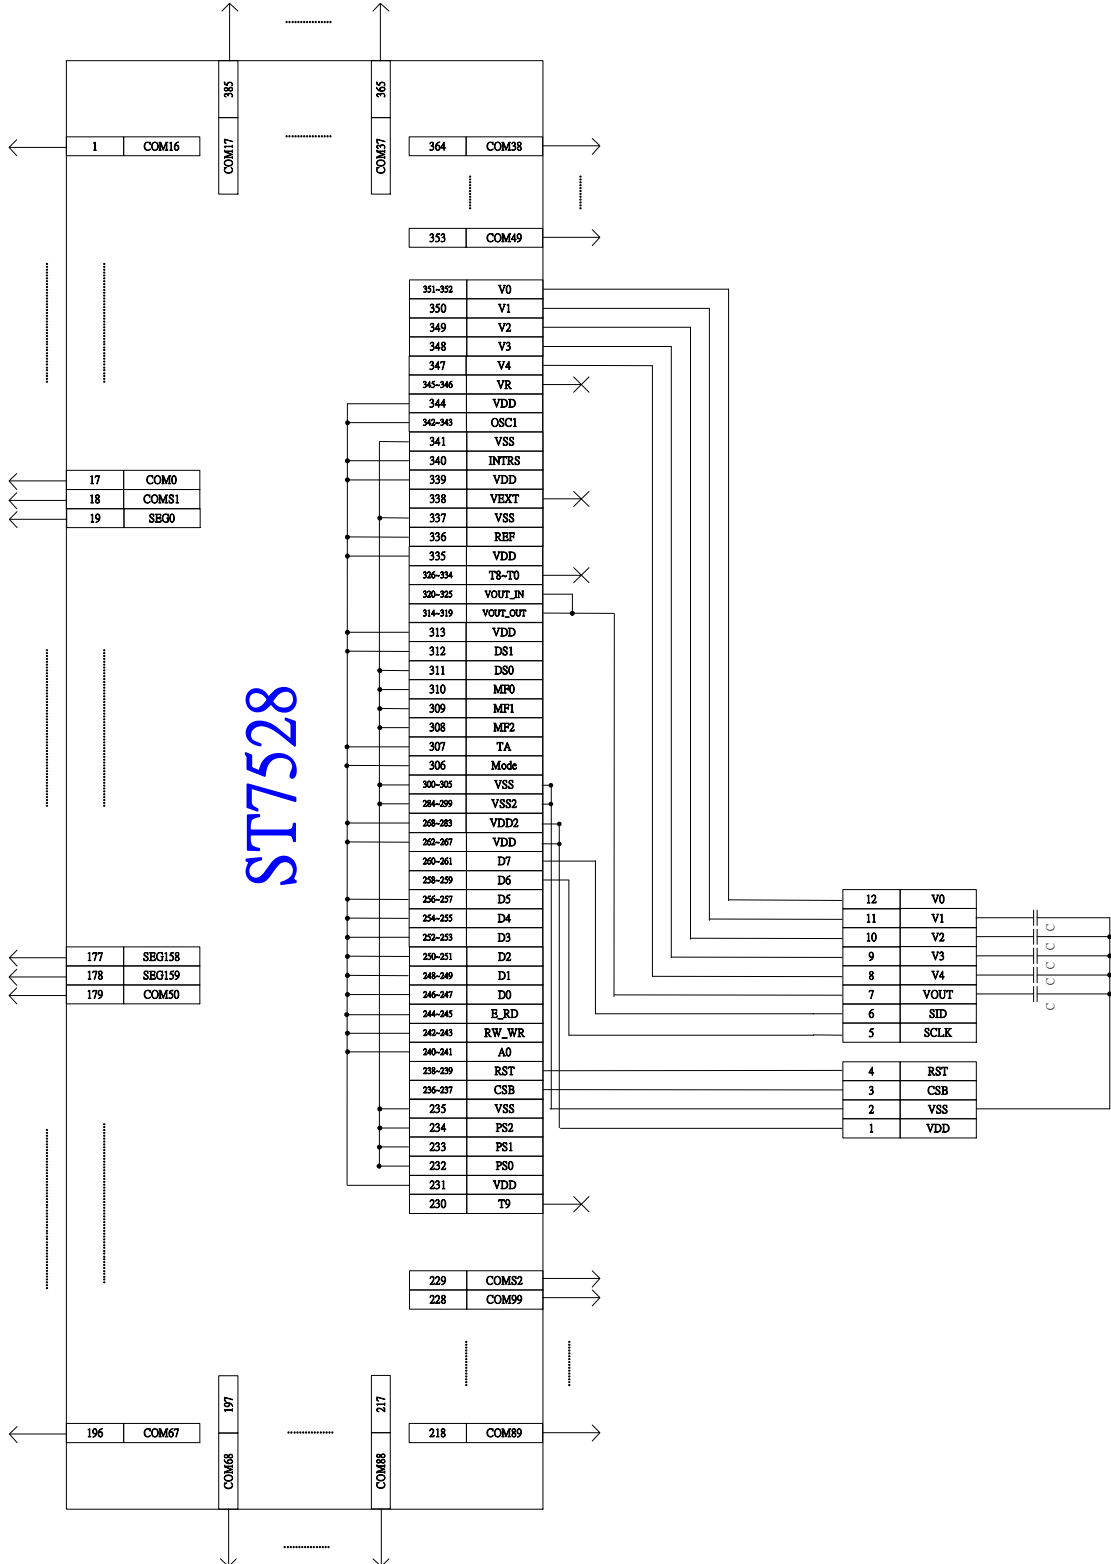 385
COM17
365
COM37
1 COM16
364 COM38
353 COM49
351~352 V0
350 V1
349 V2
348 V3
347 V4
345~346 VR
344 VDD
342~343 OSC1
341 VSS
340 INTRS
339 VDD
338 VEXT
337 VSS
336 REF
335 VDD
326~334 T8~T0
320~325 VOUT_IN
314~319 VOUT_OUT
313 VDD
312 DS1
311 DS0
310 MF0
309 MF1
308 MF2
307 TA
306 Mode
300~305 VSS
284~299 VSS2
268~283 VDD2
262~267 VDD
260~261 D7
258~259 D6
256~257 D5
254~255 D4
252~253 D3
250~251 D2
248~249 D1
246~247 D0
244~245 E_RD
242~243 RW_WR
240~241 A0
238~239 RST
236~237 CSB
235 VSS
234 PS2
233 PS1
232 PS0
231 VDD
230 T9
229 COMS2
228 COM99
218 COM89
17 COM0
18 COMS1
19 SEG0
ST7528
177 SEG158
178 SEG159
179 COM50
196 COM67
197
COM68
217
COM88
12 V0
11 V1
10 V2
9 V3
8 V4
7 VOUT
6 SID
5 SCLK
4 RST
3 CSB
2 VSS
1 VDD
C
C
C
C
C